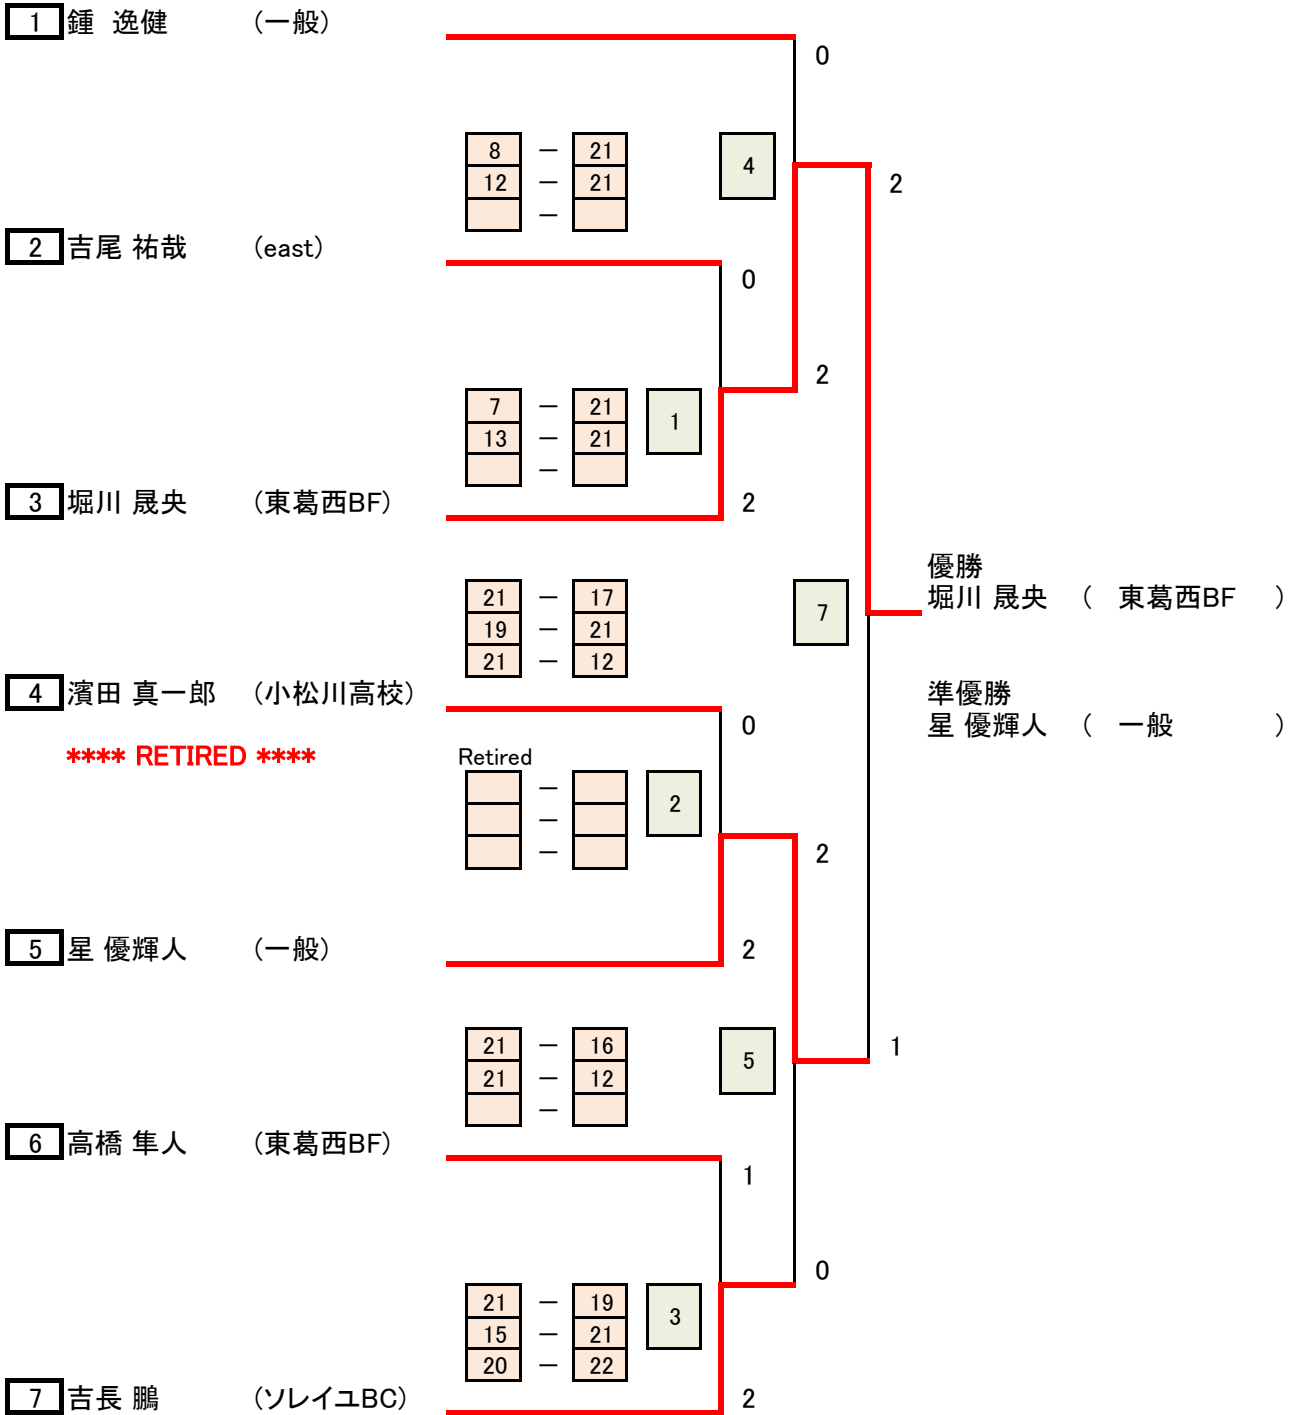 1 鍾 逸健 (一般)
0
8 － 21
4
12 － 21
－
2
2 吉尾 祐哉 (east)
0
2
7 － 21
1
13 － 21
－
3 堀川 晟央 (東葛西BF)
2
優勝
堀川 晟央 ( 東葛西BF )
21 － 17
7
19 － 21
21 － 12
4 濱田 真一郎 (小松川高校)
準優勝
星 優輝人 ( 一般 )
0
**** RETIRED ****
Retired
－
2
－
－
2
5 星 優輝人 (一般)
2
21 － 16
5
1
21 － 12
－
6 高橋 隼人 (東葛西BF)
1
0
21 － 19
3
15 － 21
20 － 22
7 吉長 鵬 (ソレイユBC)
2